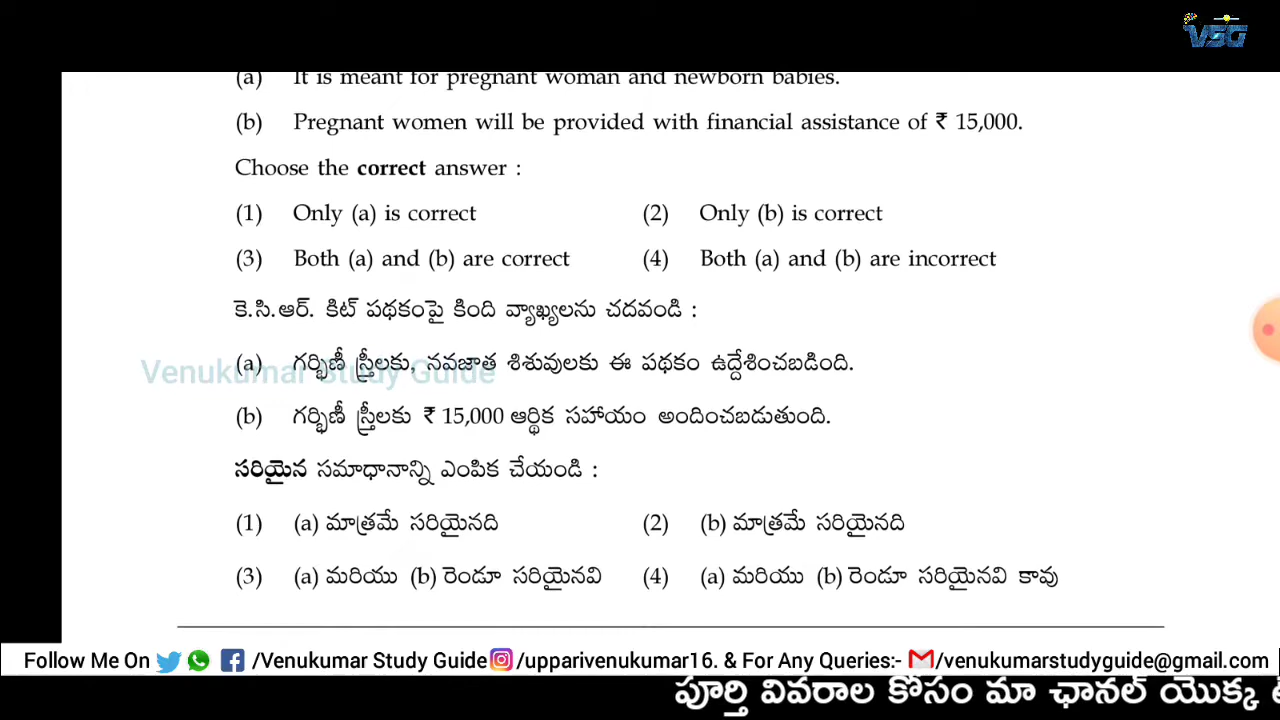 VSG
(a) It is meant for pregnant woman and newborn babies.
(b) Pregnant women will be provided with financial assistance of ₹ 15,000.
Choose the correct answer :
(1) Only (a) is correct (2) Only (b) is correct
(3) Both (a) and (b) are correct (4) Both (a) and (b) are incorrect
కె.సి.ఆర్. కిట్ పథకంపై కింది వ్యాఖ్యలను చదవండి :
(a) గర్భిణీ స్త్రీలకు, నవజాత శిశువులకు ఈ పథకం ఉద్దేశించబడింది.
Venukumar Study Guide
(b) గర్భిణీ స్త్రీలకు ₹ 15,000 ఆర్థిక సహాయం అందించబడుతుంది.
సరియైన సమాధానాన్ని ఎంపిక చేయండి :
(1) (a) మాత్రమే సరియైనది (2) (b) మాత్రమే సరియైనది
(3) (a) మరియు (b) రెండూ సరియైనవి (4) (a) మరియు (b) రెండూ సరియైనవి కావు
Follow Me On /Venukumar Study Guide /upparivenukumar16. & For Any Queries:- /venukumarstudyguide@gmail.com
పూర్తి వివరాల కోసం మా ఛానల్ యొక్క